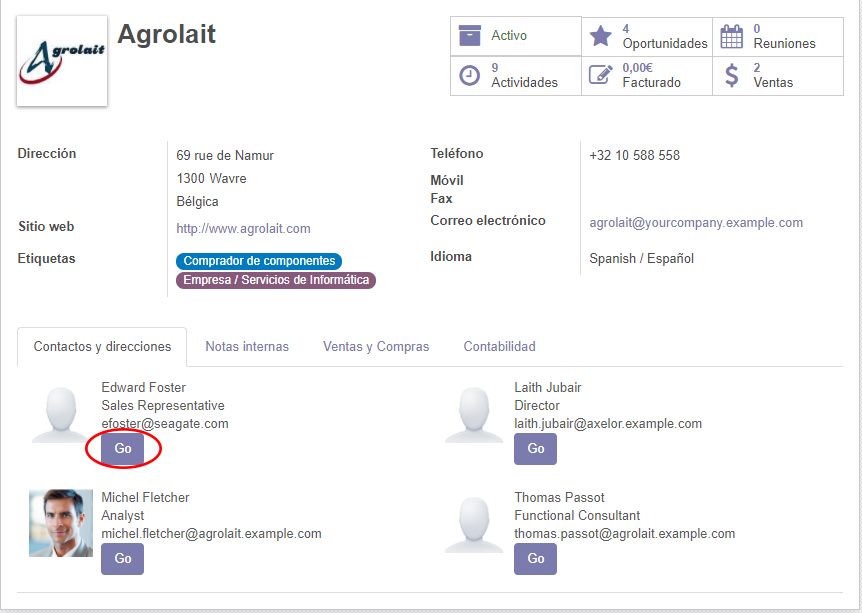 Agrolait
Agrolait
Activo
4
Oportunidades
0
Reuniones
9
Actividades
0,00€
Facturado
2
Ventas
Dirección
69 rue de Namur
1300 Wavre
Bélgica
Sitio web
http://www.agrolait.com
Etiquetas
Comprador de componentes
Empresa / Servicios de Informática
Teléfono
+32 10 588 558
Móvil
Fax
Correo electrónico
agrolait@yourcompany.example.com
Idioma
Spanish / Español
Contactos y direcciones
Notas internas
Ventas y Compras
Contabilidad
Edward Foster
Sales Representative
efoster@seagate.com
Go
Laith Jubair
Director
laith.jubair@axelor.example.com
Go
Michel Fletcher
Analyst
michel.fletcher@agrolait.example.com
Go
Thomas Passot
Functional Consultant
thomas.passot@agrolait.example.com
Go